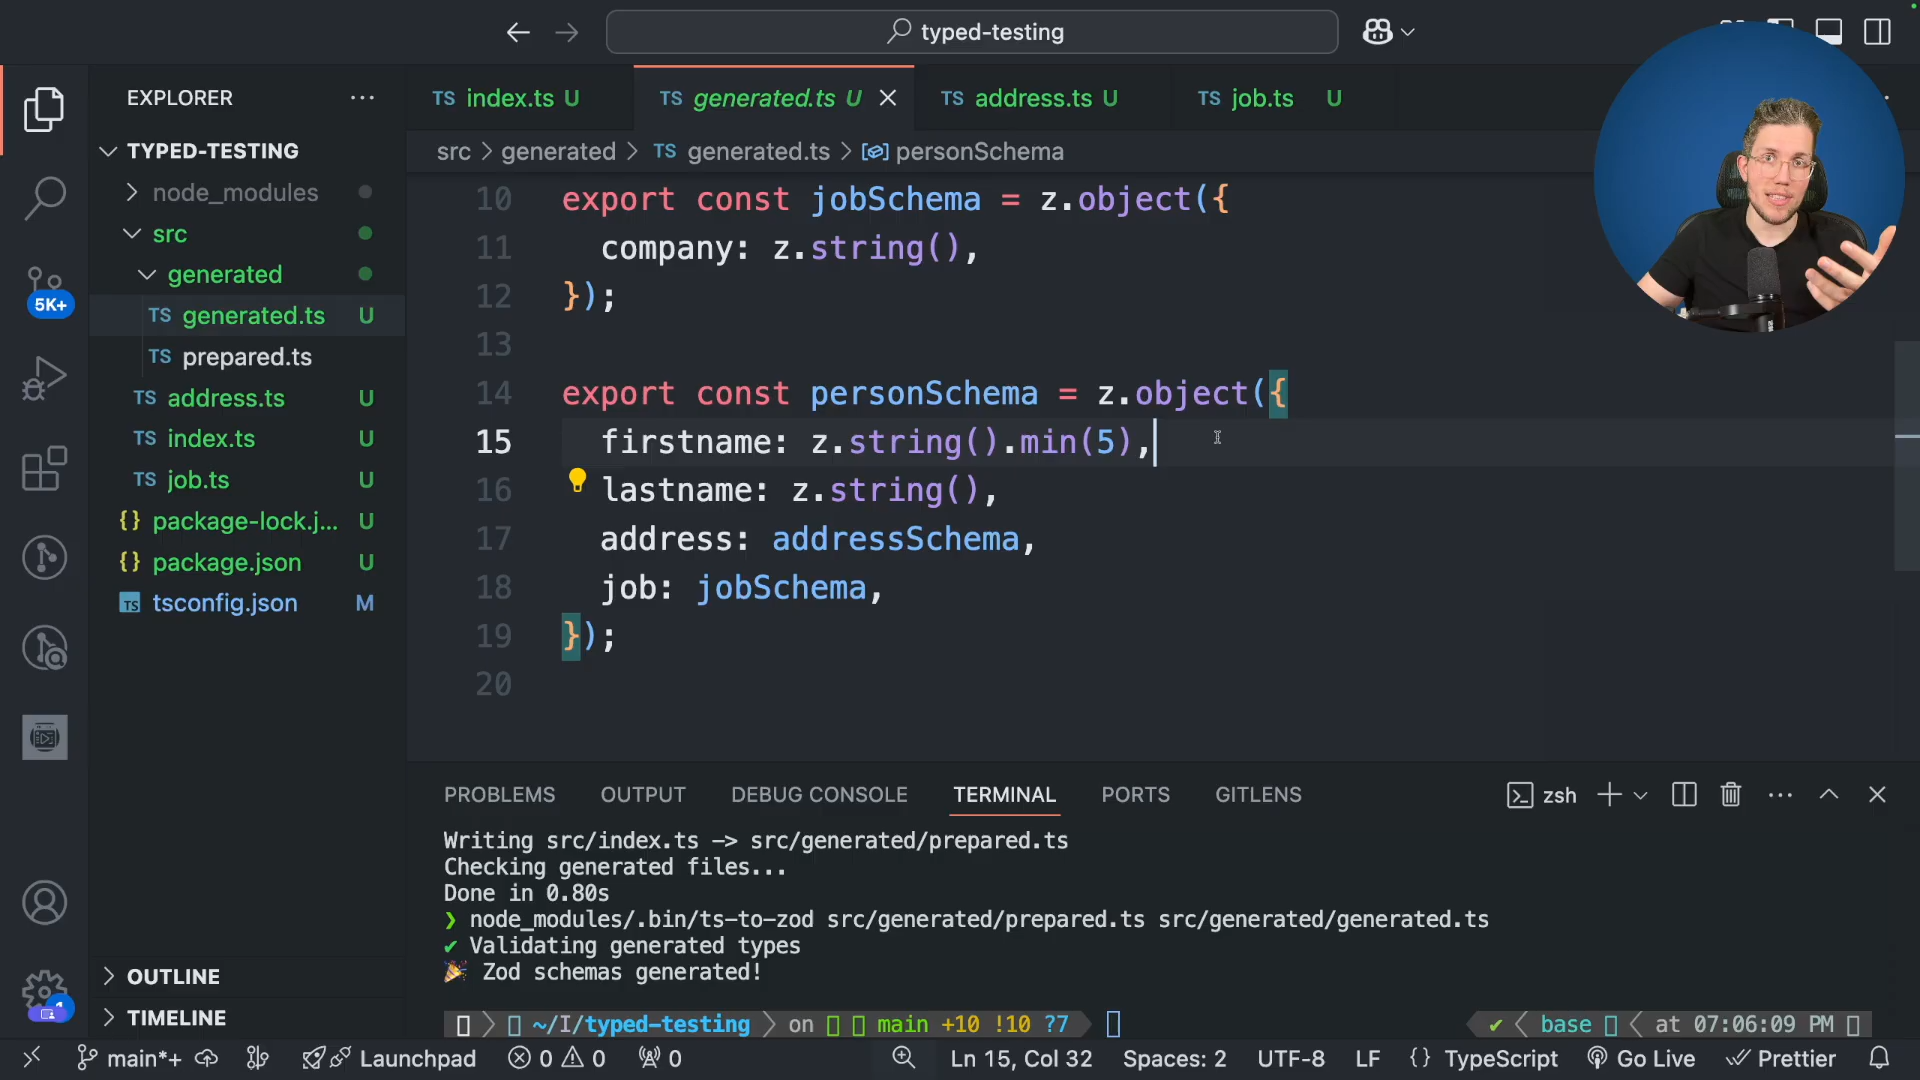 typed-testing
EXPLORER
TYPED-TESTING
node_modules
src
generated
TS generated.ts U
TS prepared.ts
TS address.ts U
TS index.ts U
TS job.ts U
{} package-lock.j... U
{} package.json U
TS tsconfig.json M
OUTLINE
TIMELINE
5K+
1
TS index.ts U
TS generated.ts U
TS address.ts U
TS job.ts U
src > generated > TS generated.ts > personSchema
10 export const jobSchema = z.object({
11 company: z.string(),
12 });
13
14 export const personSchema = z.object({
15 firstname: z.string().min(5),
16 lastname: z.string(),
17 address: addressSchema,
18 job: jobSchema,
19 });
20
PROBLEMS OUTPUT DEBUG CONSOLE TERMINAL PORTS GITLENS
zsh
Writing src/index.ts —> src/generated/prepared.ts
Checking generated files...
Done in 0.80s
❯ node_modules/.bin/ts-to-zod src/generated/prepared.ts src/generated/generated.ts
✔ Validating generated types
🎉 Zod schemas generated!
~/I/typed-testing on main +10 !10 ?7 ✔ base at 07:06:09 PM
main*+ Launchpad 0 0 0 Ln 15, Col 32 Spaces: 2 UTF-8 LF {} TypeScript Go Live Prettier